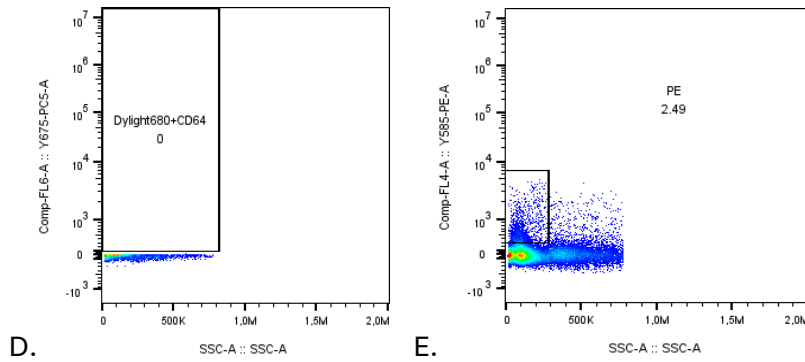 10^7
10^6
10^5
10^4
10^3
0
-10^3
Comp-FL6-A :: Y675-PC5-A
Dylight680+CD64
0
0
500K
1,0M
1,5M
2,0M
SSC-A :: SSC-A
D.
10^7
10^6
10^5
10^4
10^3
0
-10^3
Comp-FL4-A :: Y585-PE-A
PE
2.49
0
500K
1,0M
1,5M
2,0M
SSC-A :: SSC-A
E.